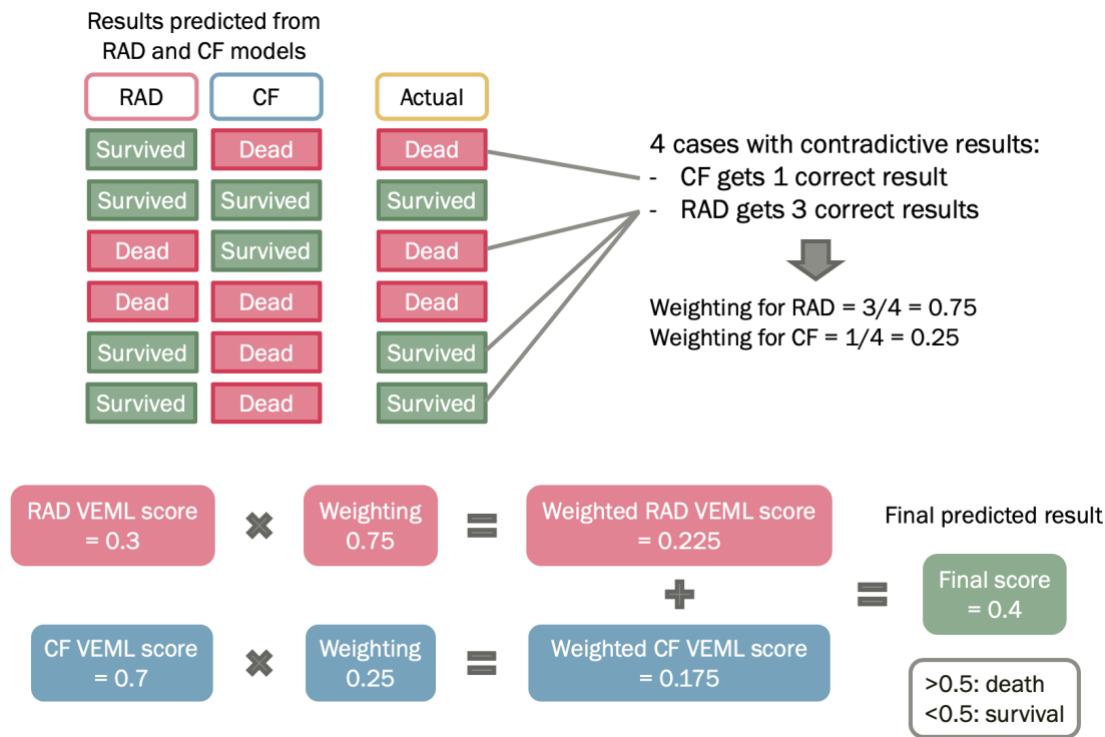 Results predicted from
RAD and CF models
RAD CF Actual
Survived Dead Dead
Survived Survived Survived
Dead Survived Dead
Dead Dead Dead
Survived Dead Survived
Survived Dead Survived
4 cases with contradictive results:
- CF gets 1 correct result
- RAD gets 3 correct results
Weighting for RAD = 3/4 = 0.75
Weighting for CF = 1/4 = 0.25
RAD VEML score
= 0.3
×
Weighting
0.75
=
Weighted RAD VEML score
= 0.225
+
CF VEML score
= 0.7
×
Weighting
0.25
=
Weighted CF VEML score
= 0.175
=
Final predicted result
Final score
= 0.4
>0.5: death
<0.5: survival